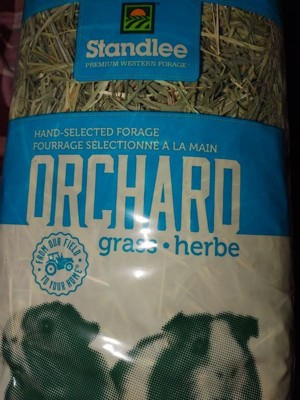 Standlee
PREMIUM WESTERN FORAGE
HAND-SELECTED FORAGE
FOURRAGE SÉLECTIONNÉ À LA MAIN
ORCHARD
grass • herbe
FROM OUR FIELD
TO YOUR HOME